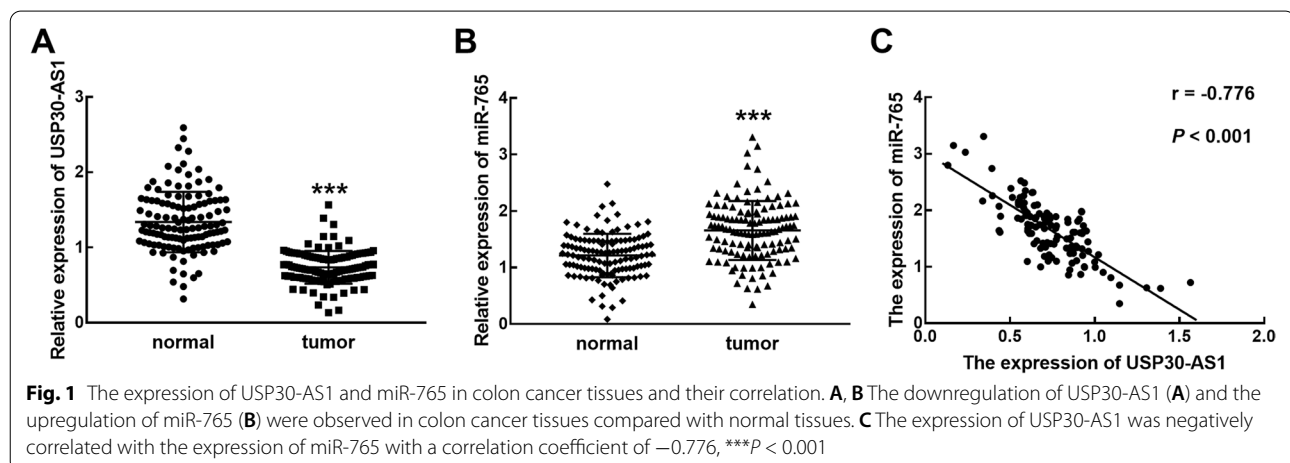 A
Relative expression of USP30-AS1
3
2
1
0
***
normal
tumor
B
Relative expression of miR-765
4
3
2
1
0
***
normal
tumor
C
The expression of miR-765
4
3
2
1
0
r = -0.776
P < 0.001
0.0
0.5
1.0
1.5
2.0
The expression of USP30-AS1
Fig. 1 The expression of USP30-AS1 and miR-765 in colon cancer tissues and their correlation. A, B The downregulation of USP30-AS1 (A) and the
upregulation of miR-765 (B) were observed in colon cancer tissues compared with normal tissues. C The expression of USP30-AS1 was negatively
correlated with the expression of miR-765 with a correlation coefficient of −0.776, ***P < 0.001